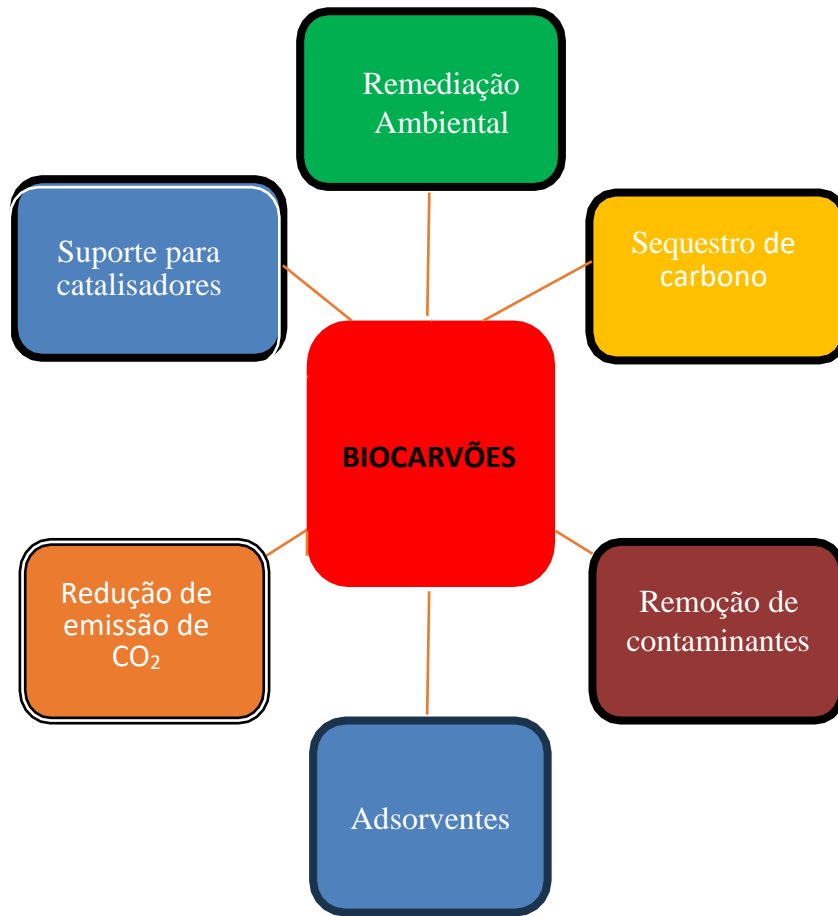 Remediação
Ambiental
Suporte para
catalisadores
Sequestro de
carbono
BIOCARVÕES
Redução de
emissão de
CO₂
Remoção de
contaminantes
Adsorventes